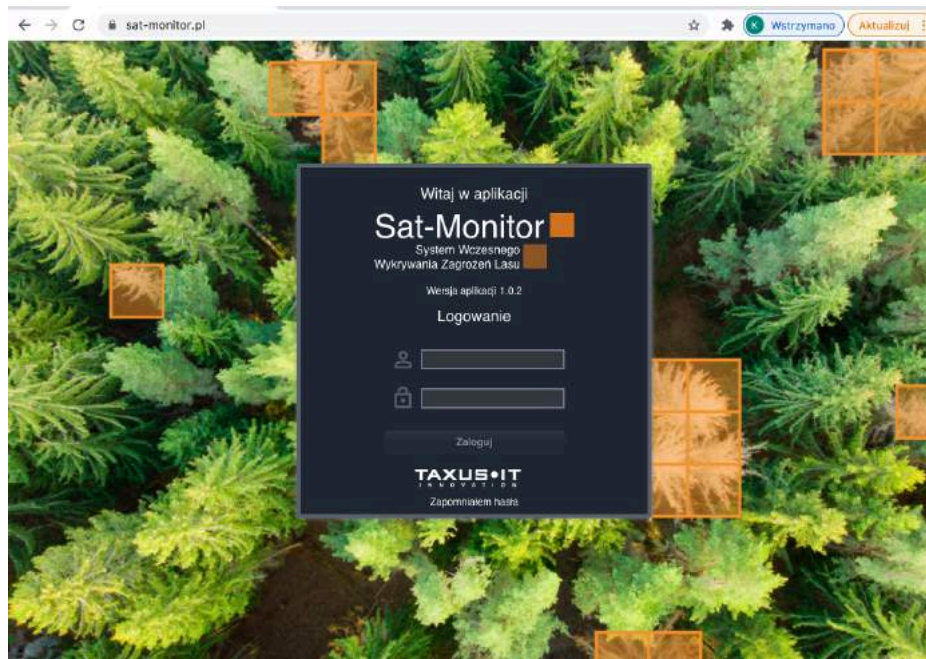 sat-monitor.pl
Wstrzymano
Aktualizuj
K
Witaj w aplikacji
Sat-Monitor
System Wczesnego
Wykrywania Zagrożeń Lasu
Wersja aplikacji 1.0.2
Logowanie
Zaloguj
TAXUS•IT
INNOVATION
Zapomniałem hasła